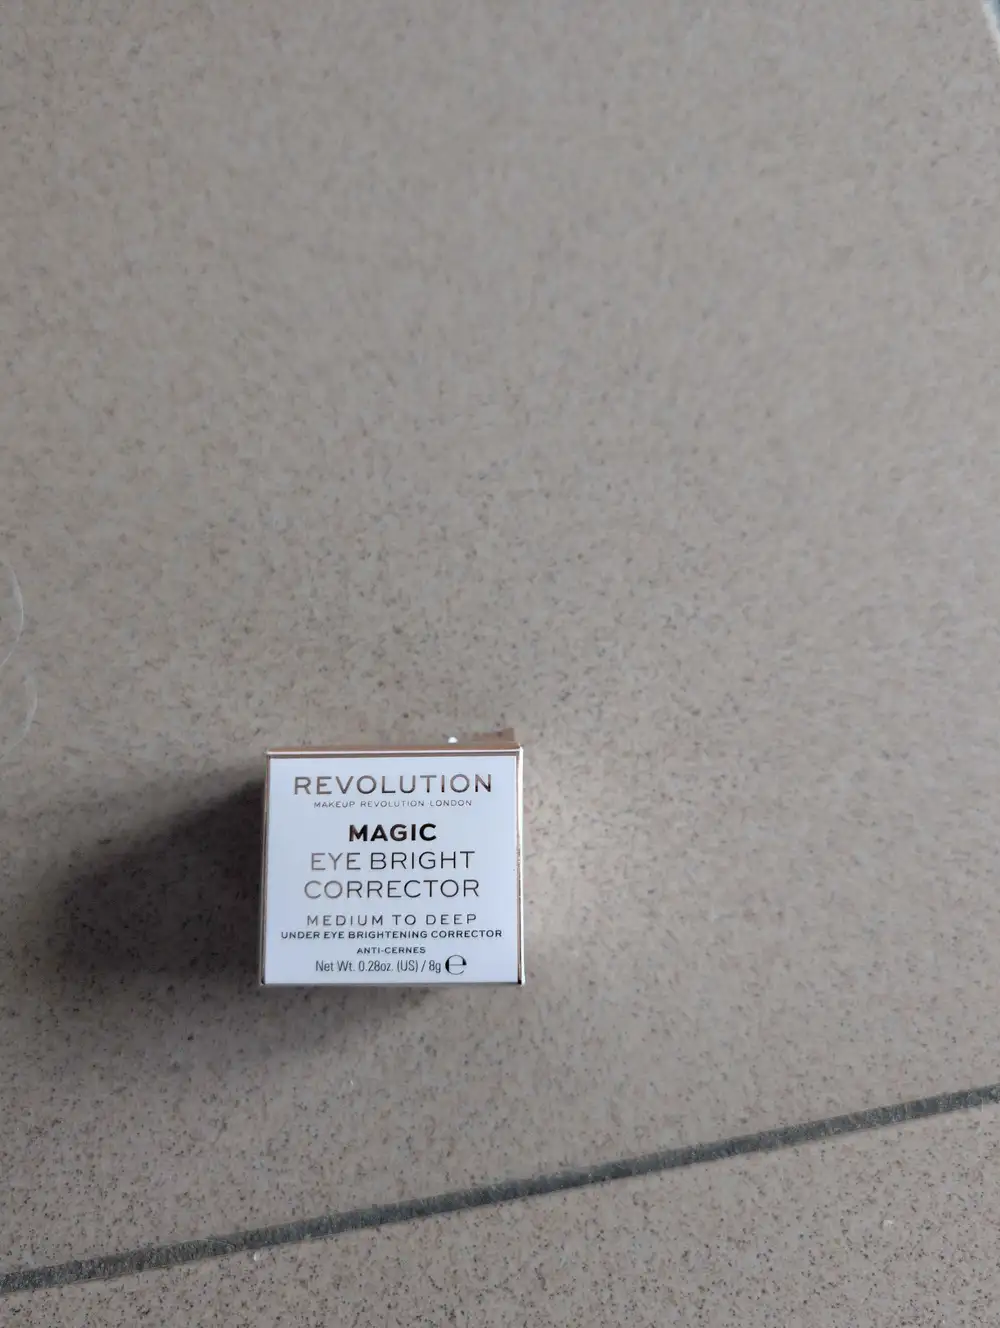 REVOLUTION
MAKEUP REVOLUTION LONDON
MAGIC
EYE BRIGHT
CORRECTOR
MEDIUM TO DEEP
UNDER EYE BRIGHTENING CORRECTOR
ANTI-CERNES
Net Wt. 0.28oz. (US) / 8g ℮